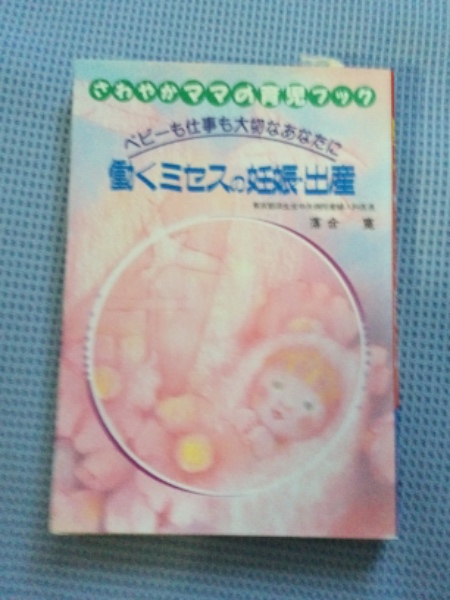 さわやかママの育児ブック
ベビーも仕事も大切なあなたに
働くミセスの妊娠・出産
落合 寛